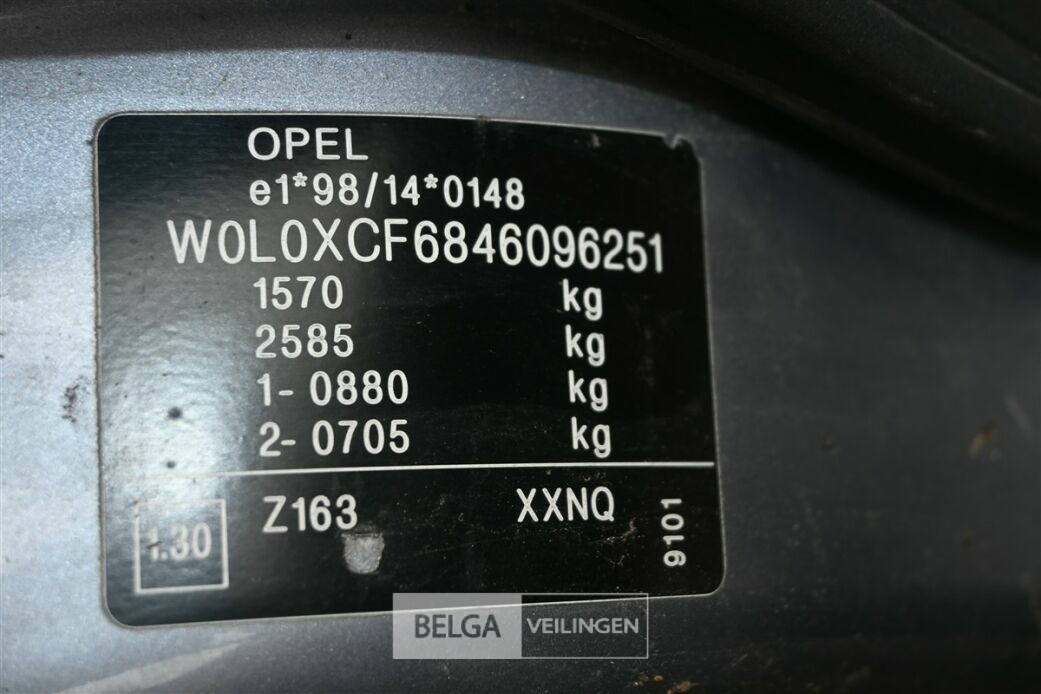 OPEL
e1*98/14*0148
W0L0XCF6846096251
1570 kg
2585 kg
1- 0880 kg
2- 0705 kg
Z163 XXNQ
1.30
9101
BELGA VEILINGEN